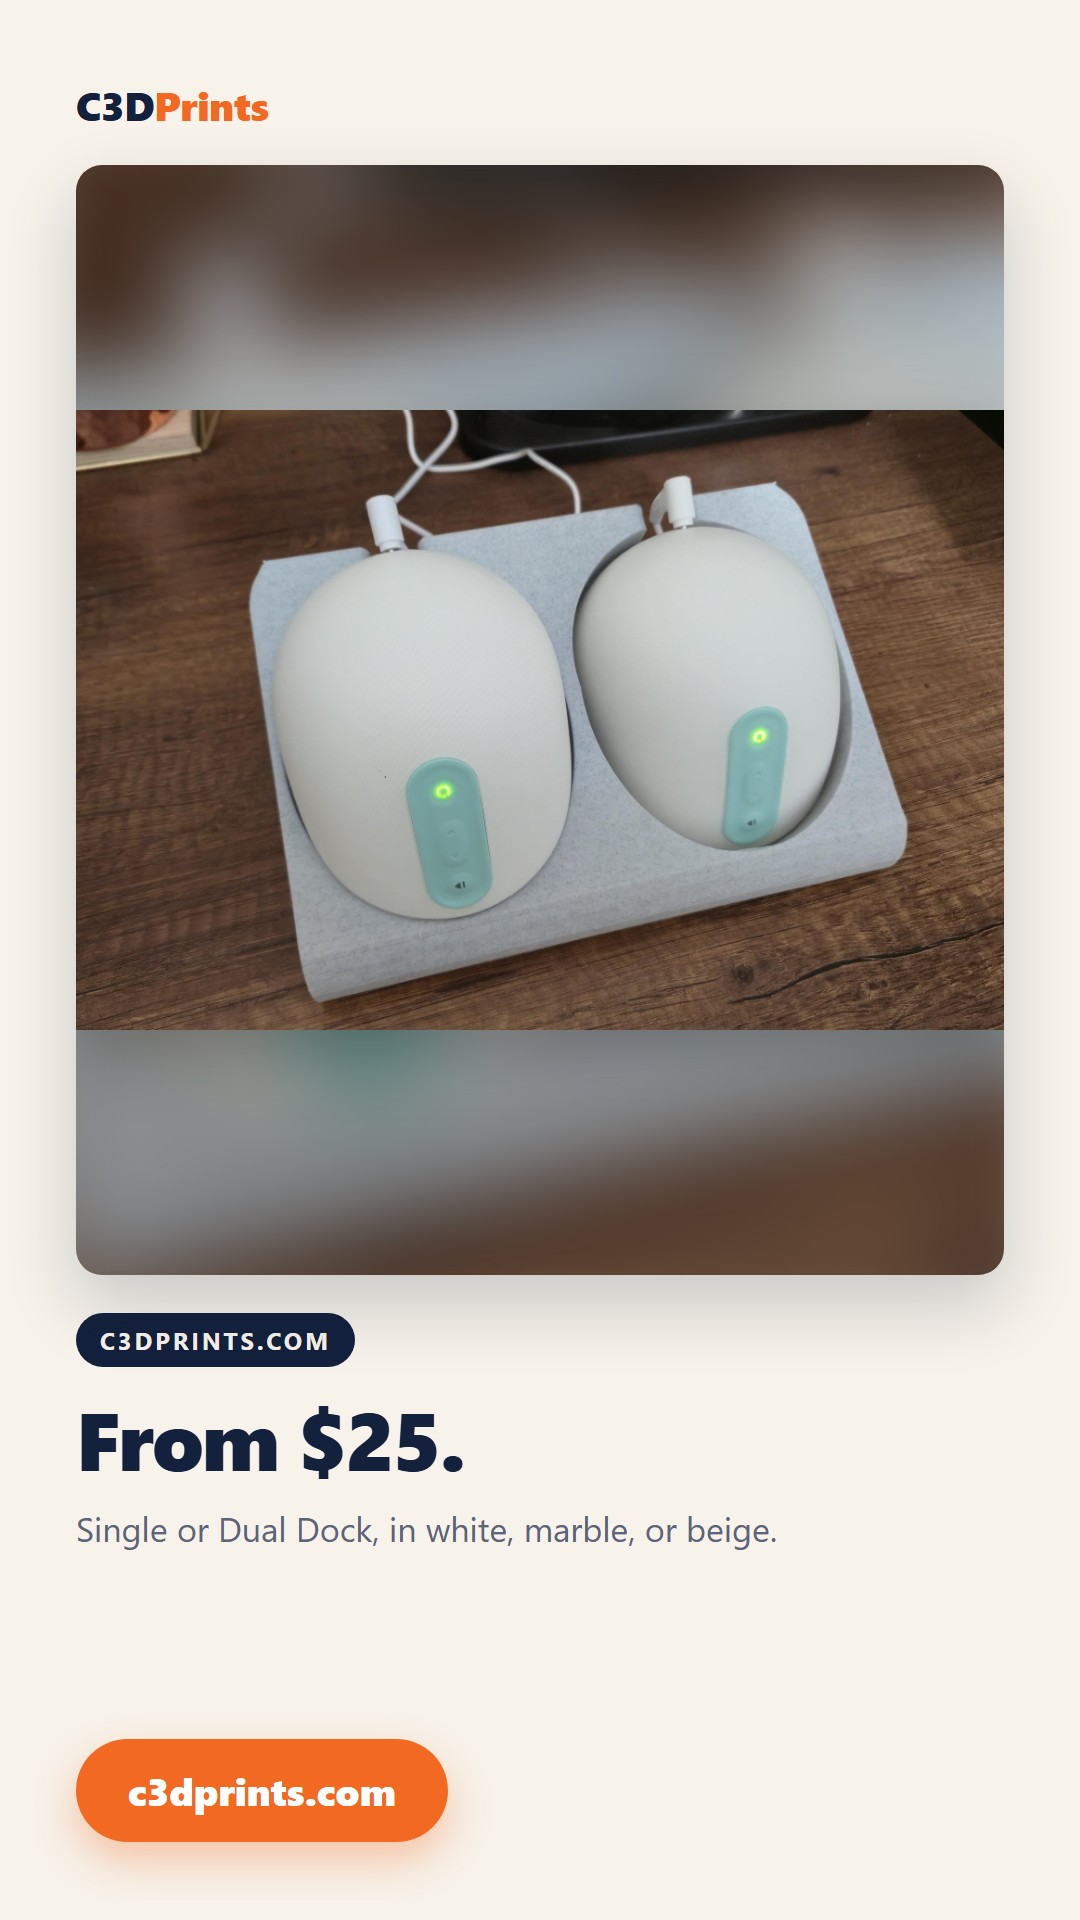 C3DPrints
C3DPRINTS.COM
From $25.
Single or Dual Dock, in white, marble, or beige.
c3dprints.com